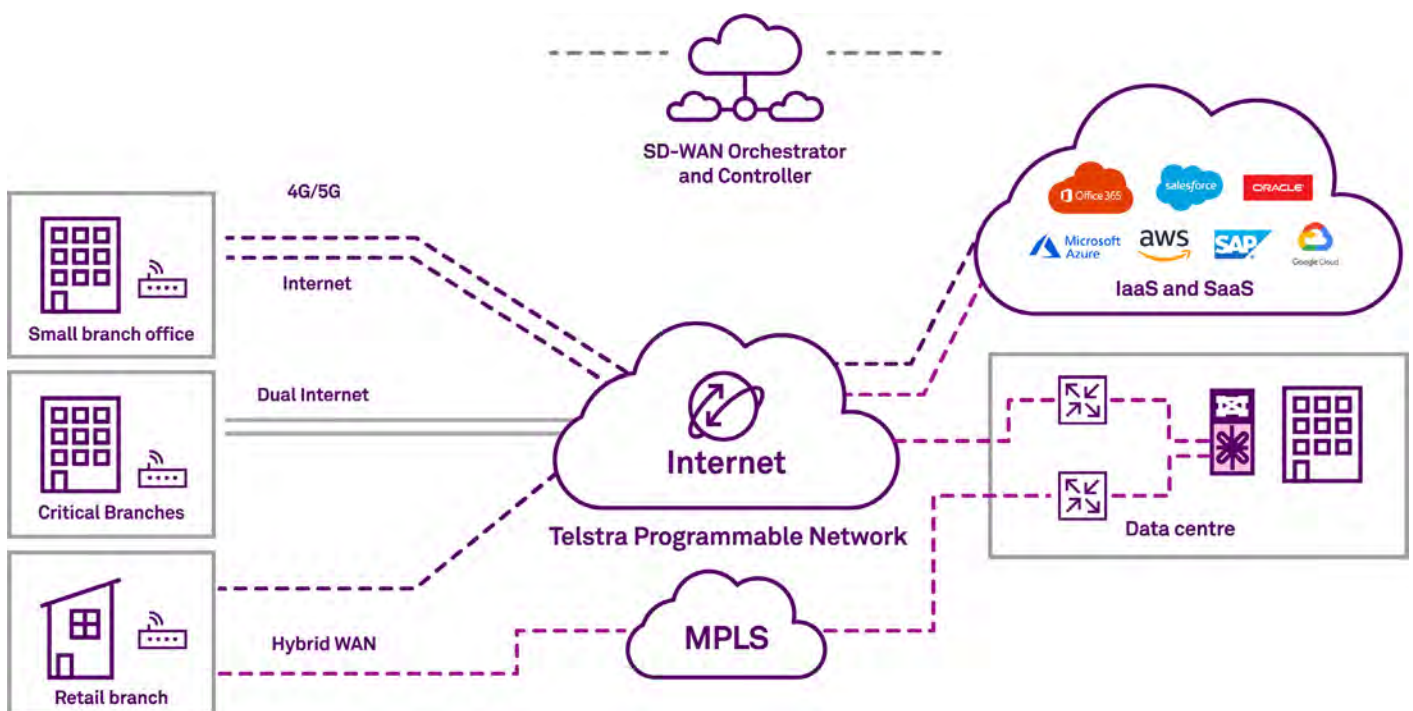 SD-WAN Orchestrator
and Controller
4G/5G
Internet
Small branch office
Office 365
salesforce
ORACLE
Microsoft
Azure
aws
SAP
Google Cloud
IaaS and SaaS
Dual Internet
Critical Branches
Internet
Telstra Programmable Network
Data centre
Hybrid WAN
MPLS
Retail branch